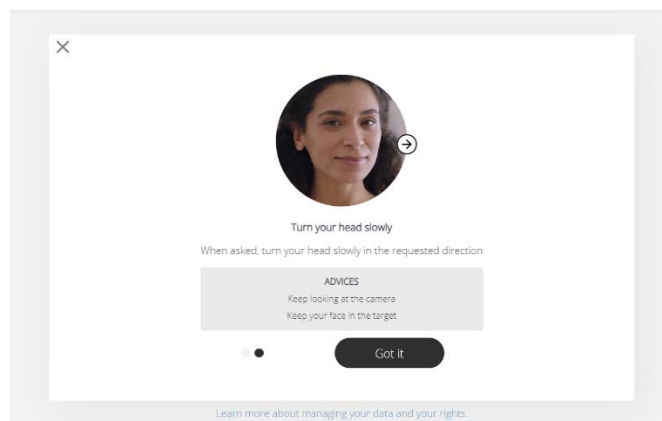 Turn your head slowly
When asked, turn your head slowly in the requested direction
ADVICES
Keep looking at the camera
Keep your face in the target
Got it
Learn more about managing your data and your rights.